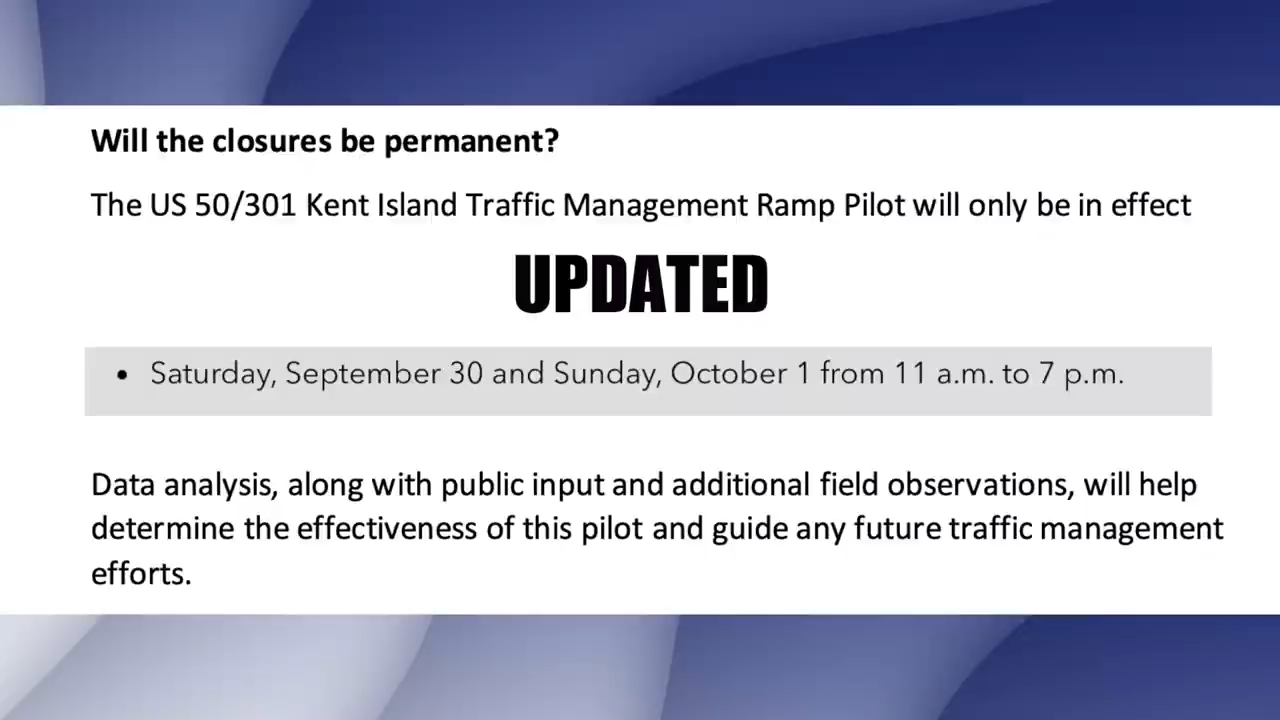 Will the closures be permanent?
The US 50/301 Kent Island Traffic Management Ramp Pilot will only be in effect
UPDATED
• Saturday, September 30 and Sunday, October 1 from 11 a.m. to 7 p.m.
Data analysis, along with public input and additional field observations, will help
determine the effectiveness of this pilot and guide any future traffic management
efforts.